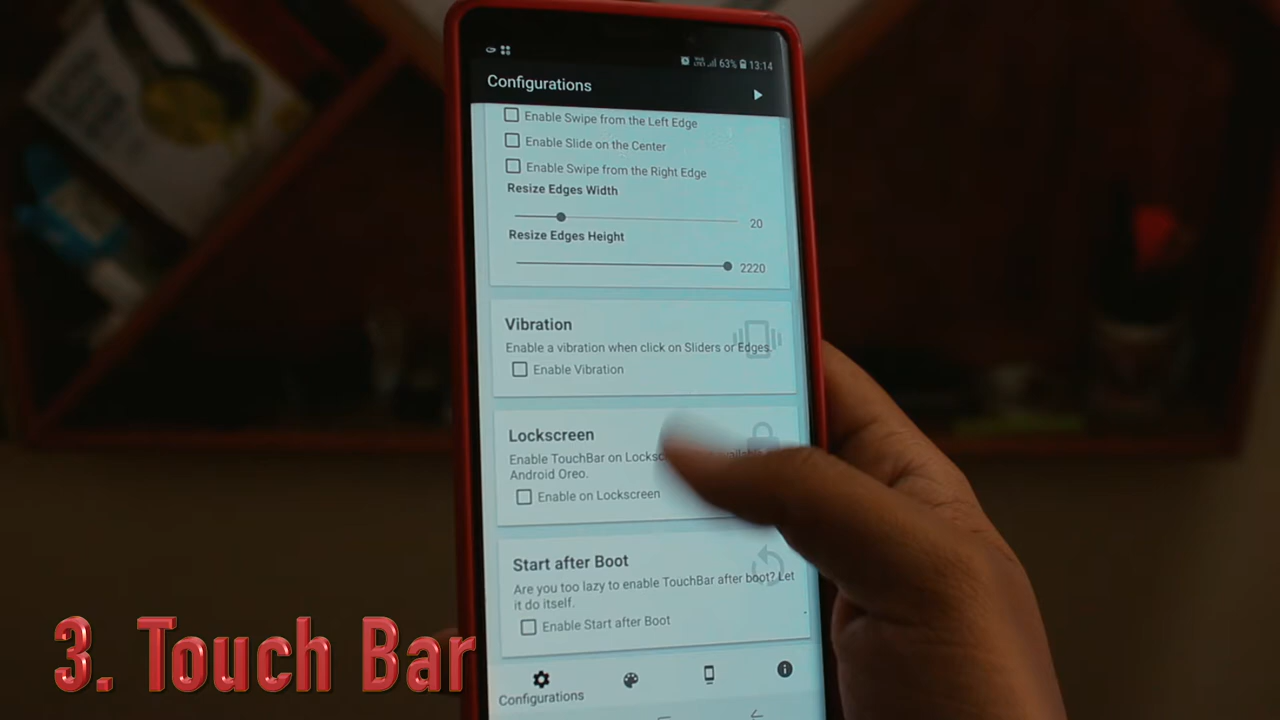 63% 13:14
Configurations
Enable Swipe from the Left Edge
Enable Slide on the Center
Enable Swipe from the Right Edge
Resize Edges Width
20
Resize Edges Height
2220
Vibration
Enable a vibration when click on Sliders or Edges.
Enable Vibration
Lockscreen
Enable TouchBar on
Android Oreo.
Enable on Lockscreen
Start after Boot
Are you too lazy to enable TouchBar after boot? Let
it do itself.
Enable Start after Boot
Configurations
3. Touch Bar